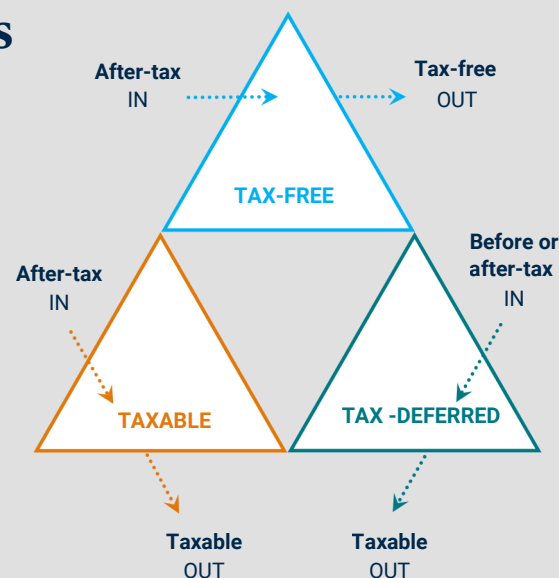 s
After-tax
IN
Tax-free
OUT
TAX-FREE
After-tax
IN
Before or
after-tax
IN
TAXABLE
TAX -DEFERRED
Taxable
OUT
Taxable
OUT